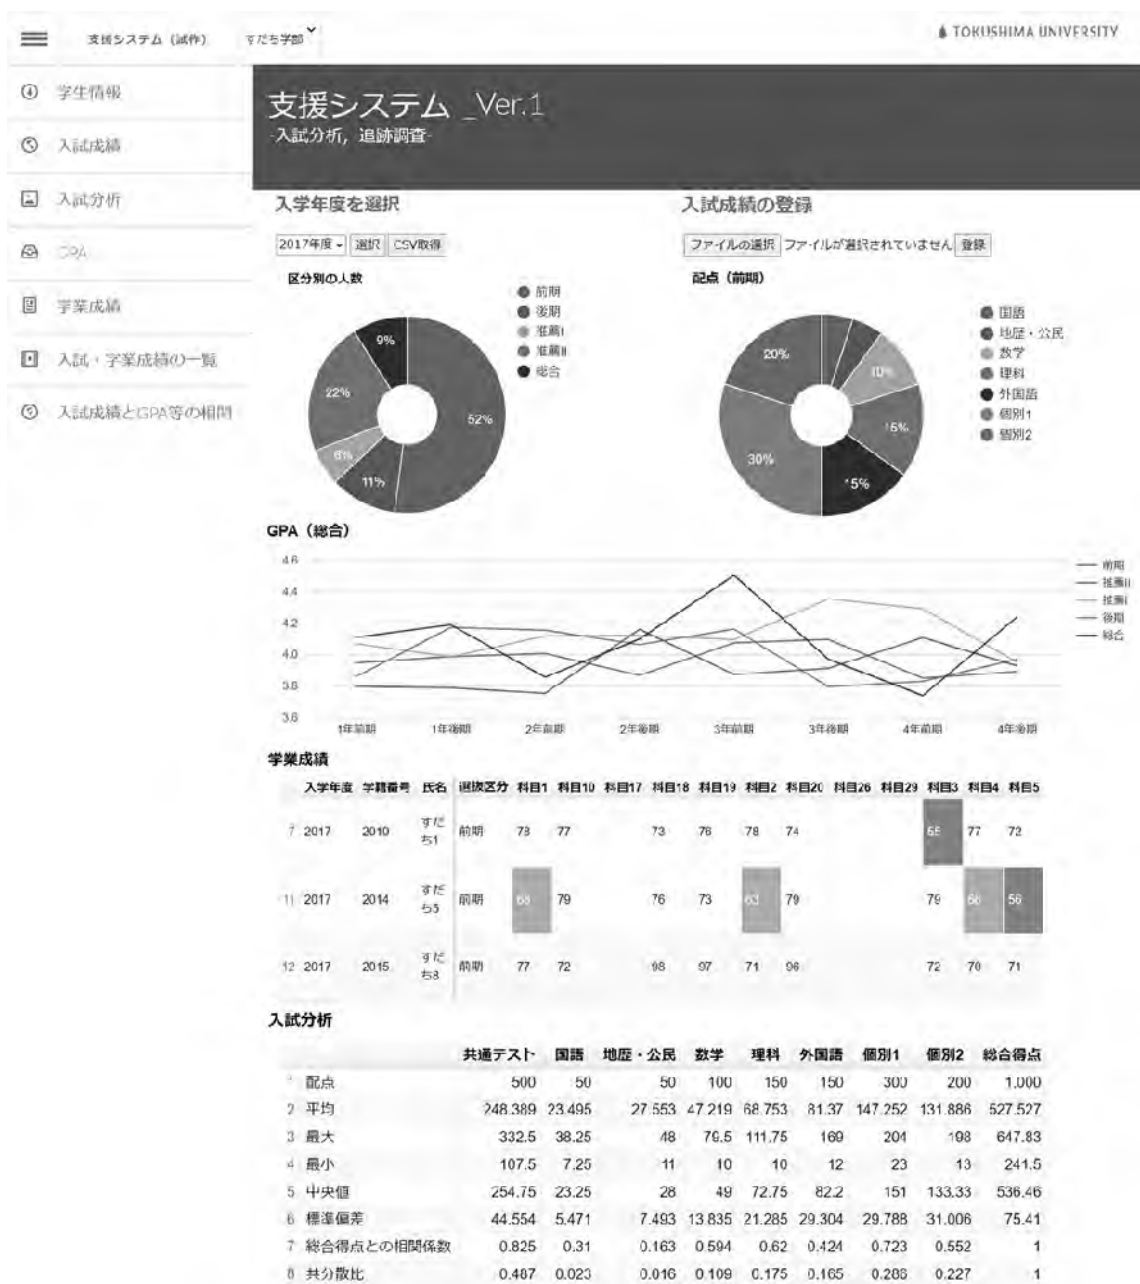 支援システム（試作） すだち学部
TOKUSHIMA UNIVERSITY
学生情報
入試成績
入試分析
GPA
学業成績
入試・学業成績の一覧
入試成績とGPA等の相関
支援システム _Ver.1
-入試分析，追跡調査-
入学年度を選択
2017年度 選択 CSV取得
区分別の人数
前期
後期
推薦I
推薦II
総合
9%
22%
6%
11%
52%
入試成績の登録
ファイルの選択 ファイルが選択されていません 登録
配点（前期）
国語
地歴・公民
数学
理科
外国語
個別1
個別2
20%
10%
15%
30%
15%
GPA（総合）
4.6
4.4
4.2
4.0
3.8
3.6
1年前期 1年後期 2年前期 2年後期 3年前期 3年後期 4年前期 4年後期
前期
推薦II
推薦I
後期
総合
学業成績
入学年度 学籍番号 氏名 選抜区分 科目1 科目10 科目17 科目18 科目19 科目2 科目20 科目26 科目29 科目3 科目4 科目5
7 2017 2010 すだち1 前期 73 77 73 76 78 74 55 77 72
11 2017 2014 すだち5 前期 68 79 76 73 63 79 79 66 56
12 2017 2015 すだち8 前期 77 72 98 97 71 96 72 70 71
入試分析
共通テスト 国語 地歴・公民 数学 理科 外国語 個別1 個別2 総合得点
1 配点 500 50 50 100 150 150 300 200 1,000
2 平均 248.389 23.495 27.553 47.219 68.753 81.37 147.252 131.886 527.527
3 最大 332.5 38.25 48 79.5 111.75 169 204 198 647.83
4 最小 107.5 7.25 11 10 10 12 23 13 241.5
5 中央値 254.75 23.25 28 49 72.75 82.2 151 133.33 536.46
6 標準偏差 44.554 5.471 7.493 13.835 21.285 29.304 29.788 31.006 75.41
7 総合得点との相関係数 0.825 0.31 0.163 0.594 0.62 0.424 0.723 0.552 1
8 共分散比 0.487 0.023 0.016 0.109 0.175 0.165 0.286 0.227 1